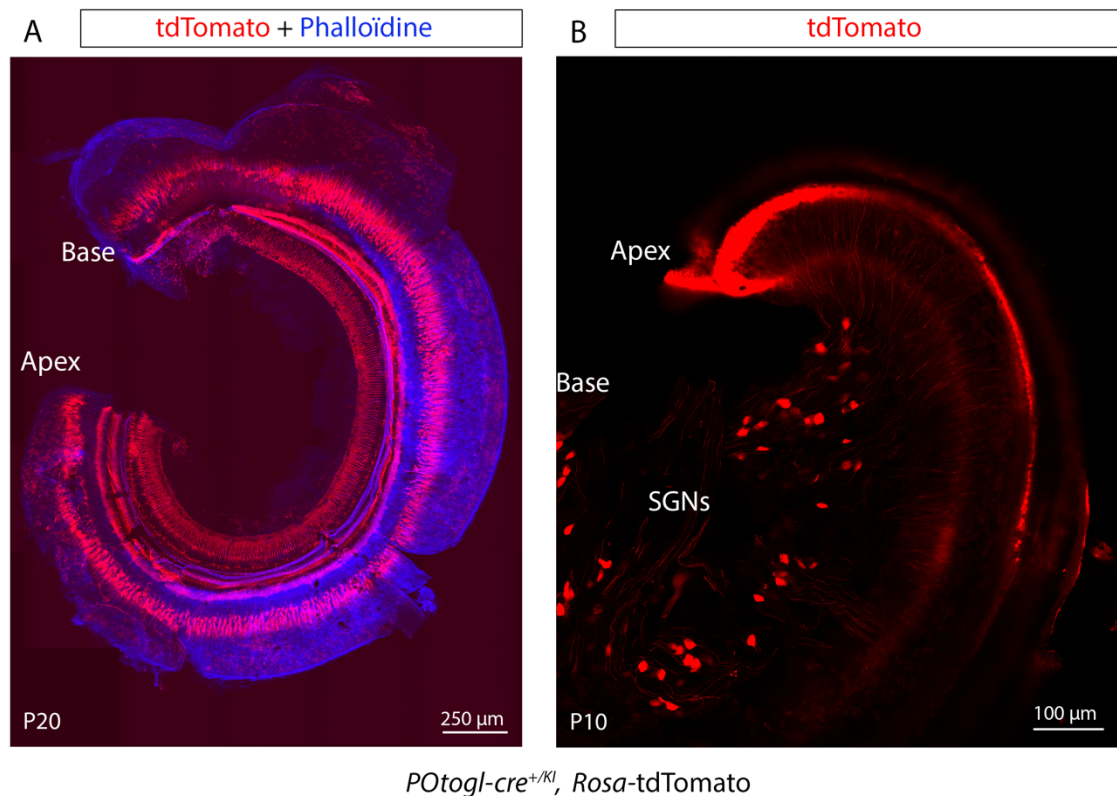 A
tdTomato + Phalloïdine
B
tdTomato
Base
Apex
P20
250 µm
Apex
Base
SGNs
P10
100 µm
POtogl-cre+/KI, Rosa-tdTomato